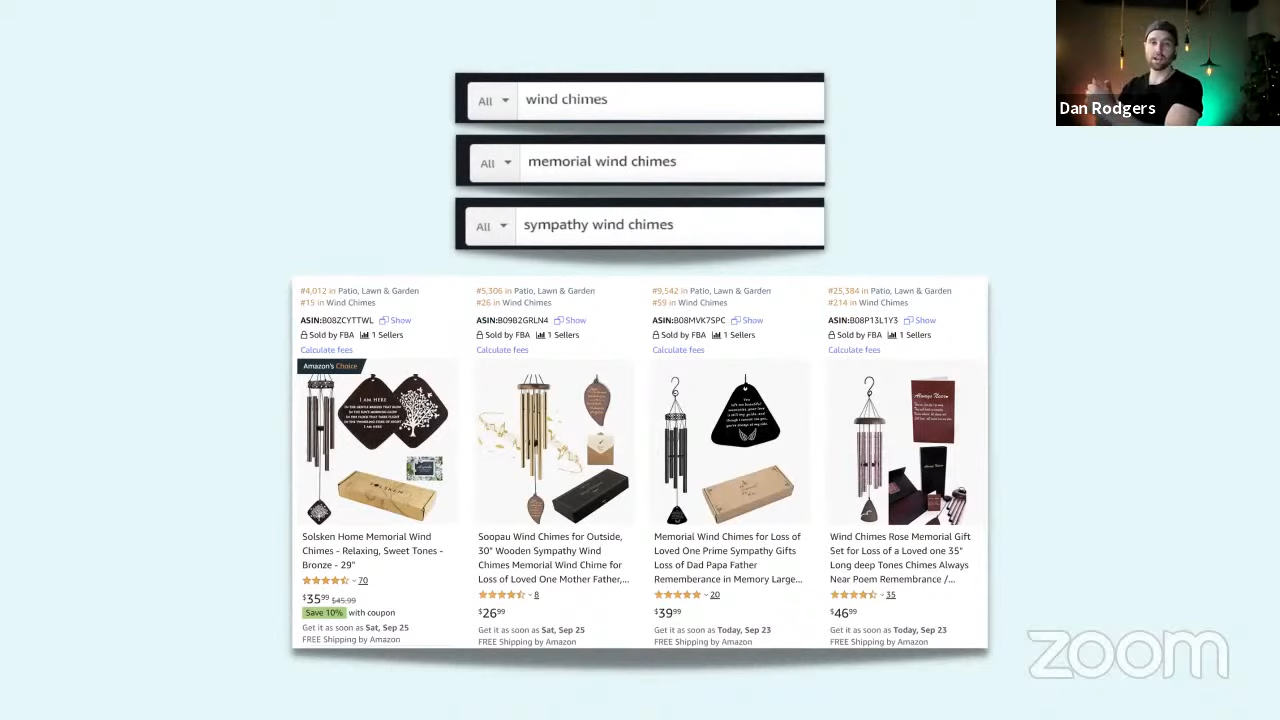 Dan Rodgers
All
wind chimes
All
memorial wind chimes
All
sympathy wind chimes
#4,012 in Patio, Lawn & Garden
#15 in Wind Chimes
ASIN:B08ZCYTTWL Show
Sold by FBA 1 Sellers
Calculate fees
Amazon's Choice
I AM HERE
SOLSKEN
Solsken Home Memorial Wind
Chimes - Relaxing, Sweet Tones -
Bronze - 29"
70
$35.99 $45.99
Save 10% with coupon
Get it as soon as Sat, Sep 25
FREE Shipping by Amazon
#5,306 in Patio, Lawn & Garden
#26 in Wind Chimes
ASIN:B09B2GRLN4 Show
Sold by FBA 1 Sellers
Calculate fees
Soopau Wind Chimes for Outside,
30" Wooden Sympathy Wind
Chimes Memorial Wind Chime for
Loss of Loved One Mother Father,...
8
$26.99
Get it as soon as Sat, Sep 25
FREE Shipping by Amazon
#9,542 in Patio, Lawn & Garden
#59 in Wind Chimes
ASIN:B08MVK7SPC Show
Sold by FBA 1 Sellers
Calculate fees
Memorial Wind Chimes for Loss of
Loved One Prime Sympathy Gifts
Loss of Dad Papa Father
Rememberance in Memory Large...
20
$39.99
Get it as soon as Today, Sep 23
FREE Shipping by Amazon
#25,384 in Patio, Lawn & Garden
#214 in Wind Chimes
ASIN:B08P13L1Y3 Show
Sold by FBA 1 Sellers
Calculate fees
Always Near
Wind Chimes Rose Memorial Gift
Set for Loss of a Loved one 35"
Long deep Tones Chimes Always
Near Poem Remembrance /...
35
$46.99
Get it as soon as Today, Sep 23
FREE Shipping by Amazon
zoom